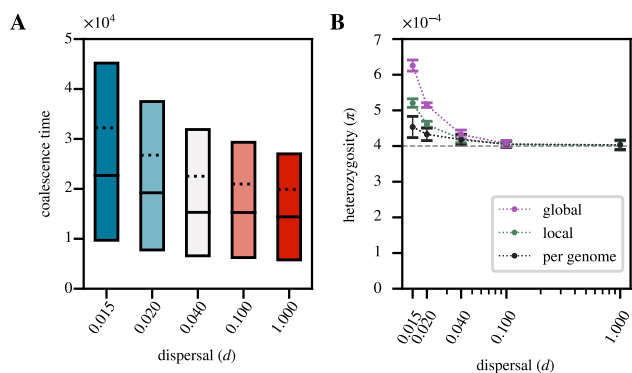 A
×10⁴
5
4
3
2
1
0
coalescence time
0.015
0.020
0.040
0.100
1.000
dispersal (d)
B
×10⁻⁴
7
6
5
4
3
2
1
0
heterozygosity (π)
global
local
per genome
0.015
0.020
0.040
0.100
1.000
dispersal (d)